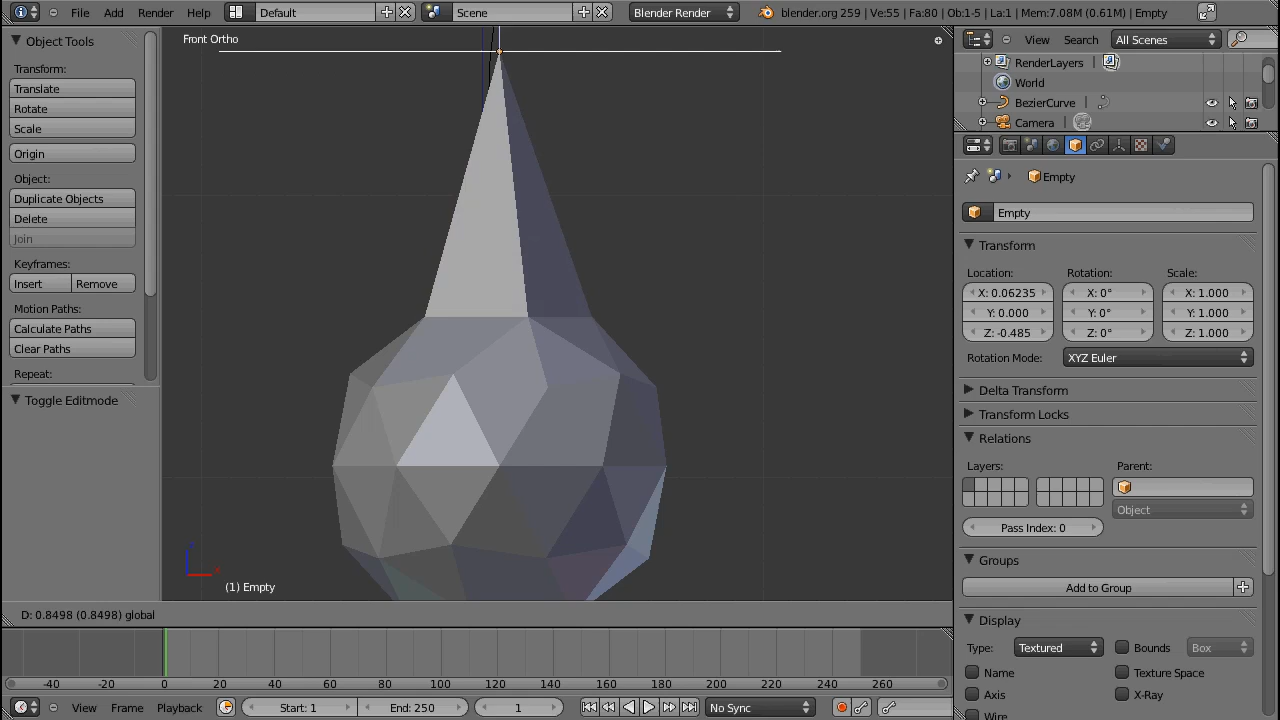 File Add Render Help Default Scene Blender Render blender.org 259 | Ve:55 | Fa:80 | Ob:1-5 | La:1 | Mem:7.08M (0.61M) | Empty
Object Tools
Transform:
Translate
Rotate
Scale
Origin
Object:
Duplicate Objects
Delete
Join
Keyframes:
Insert Remove
Motion Paths:
Calculate Paths
Clear Paths
Repeat:
Toggle Editmode
Front Ortho
(1) Empty
D: 0.8498 (0.8498) global
-40 -20 0 20 40 60 80 100 120 140 160 180 200 220 240 260
View Frame Playback Start: 1 End: 250 1 No Sync
View Search All Scenes
RenderLayers |
World
BezierCurve |
Camera |
Empty
Empty
Transform
Location: Rotation: Scale:
X: 0.06235 X: 0° X: 1.000
Y: 0.000 Y: 0° Y: 1.000
Z: -0.485 Z: 0° Z: 1.000
Rotation Mode: XYZ Euler
Delta Transform
Transform Locks
Relations
Layers: Parent:
Object
Pass Index: 0
Groups
Add to Group
Display
Type: Textured Bounds Box
Name Texture Space
Axis X-Ray
Wire